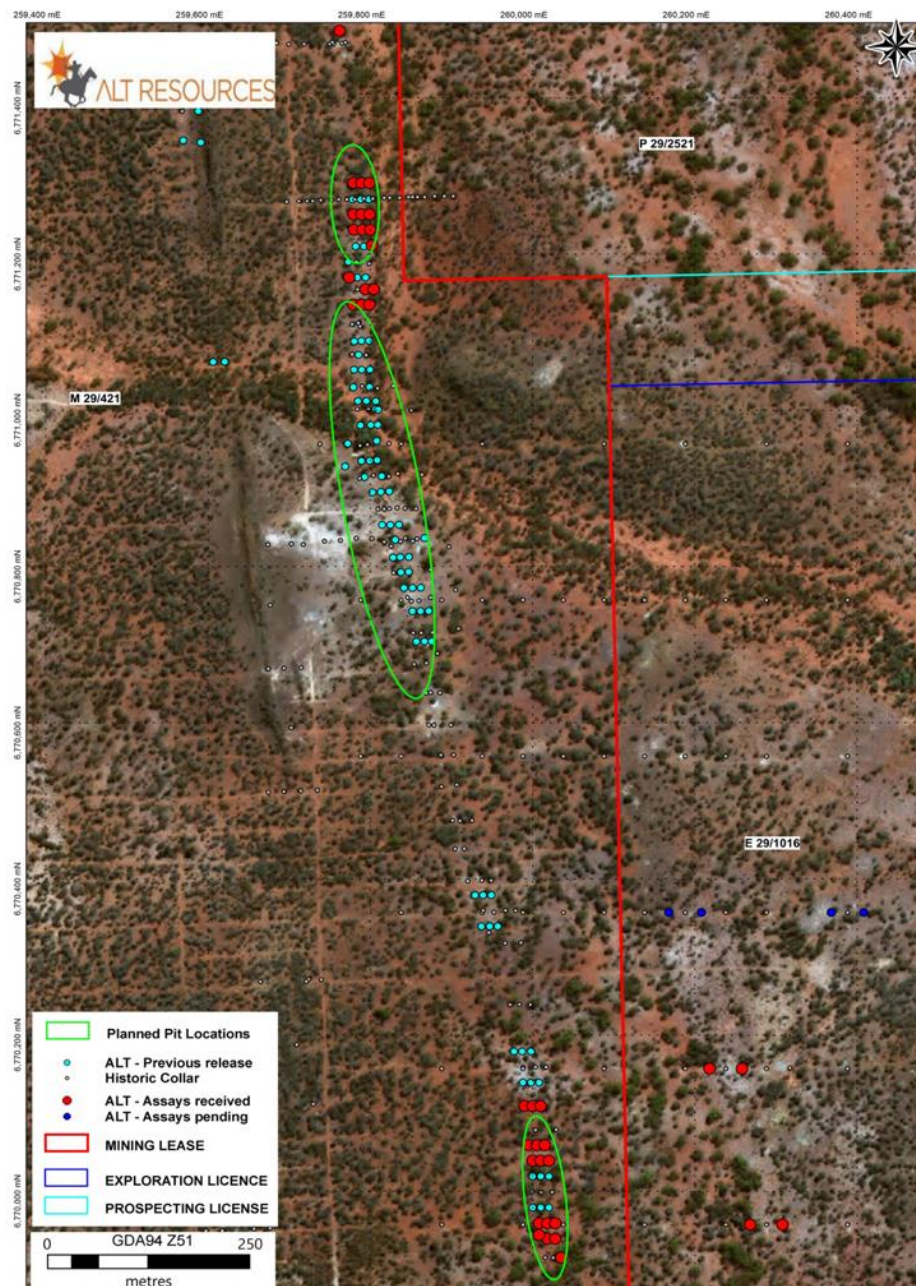 259,400 mE
259,600 mE
259,800 mE
260,000 mE
260,200 mE
260,400 mE
ALT RESOURCES
6,771,400 mN
P 29/2521
6,771,200 mN
M 29/421
6,771,000 mN
6,770,800 mN
6,770,600 mN
E 29/1016
6,770,400 mN
6,770,200 mN
6,770,000 mN
Planned Pit Locations
ALT - Previous release
Historic Collar
ALT - Assays received
ALT - Assays pending
MINING LEASE
EXPLORATION LICENCE
PROSPECTING LICENSE
GDA94 Z51
0 250
metres